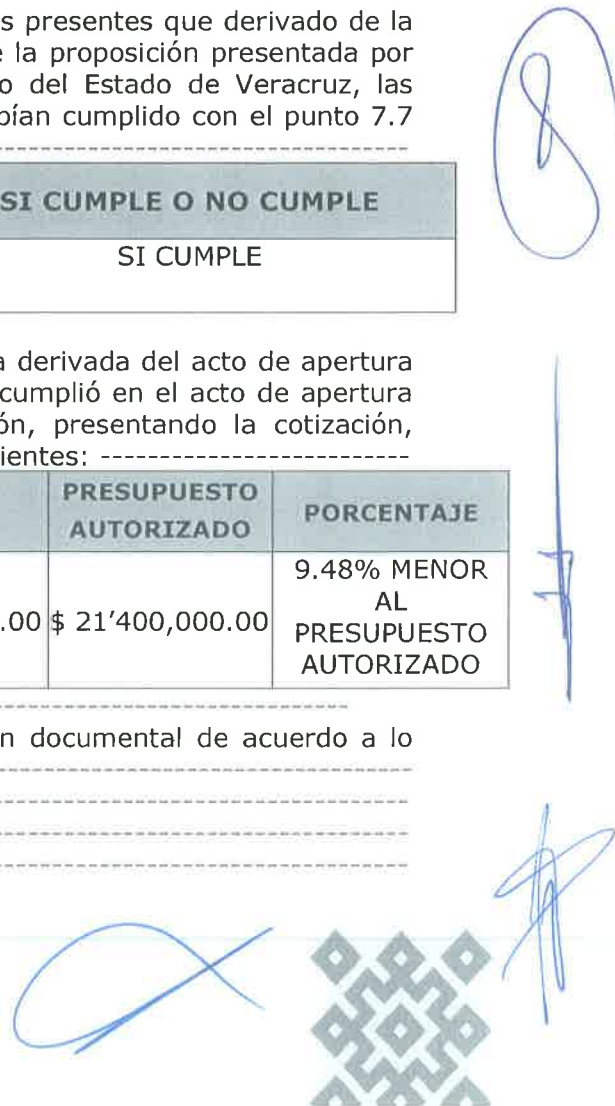 s presentes que derivado de la
e la proposición presentada por
o del Estado de Veracruz, las
bían cumplido con el punto 7.7
SI CUMPLE O NO CUMPLE
SI CUMPLE
a derivada del acto de apertura
cumplió en el acto de apertura
ón, presentando la cotización,
ientes: --------------------------
PRESUPUESTO AUTORIZADO
PORCENTAJE
.00
$ 21'400,000.00
9.48% MENOR
AL
PRESUPUESTO
AUTORIZADO
n documental de acuerdo a lo